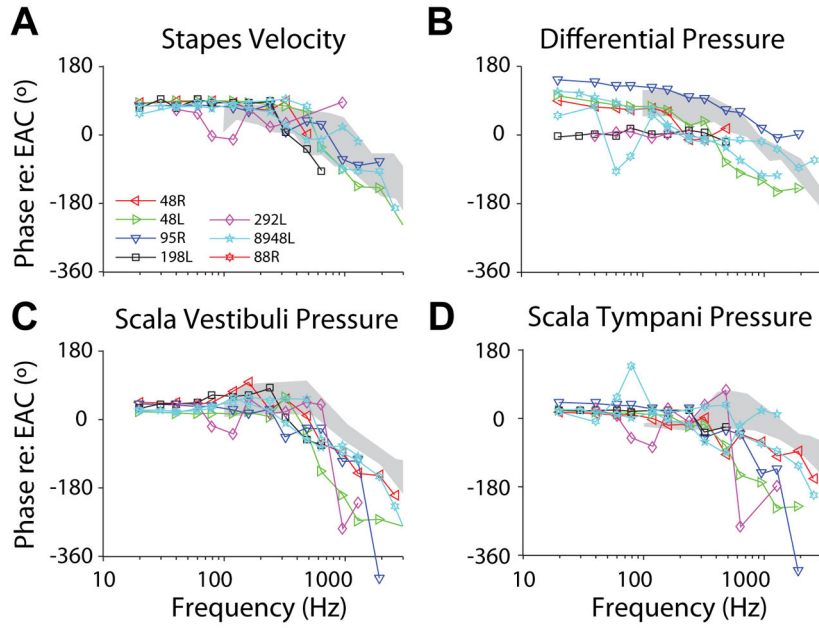 A Stapes Velocity
B Differential Pressure
Phase re: EAC (º)
180
0
-180
-360
48R
48L
95R
198L
292L
8948L
88R
180
0
-180
-360
C Scala Vestibuli Pressure
D Scala Tympani Pressure
Phase re: EAC (º)
180
0
-180
-360
10 100 1000
Frequency (Hz)
180
0
-180
-360
10 100 1000
Frequency (Hz)